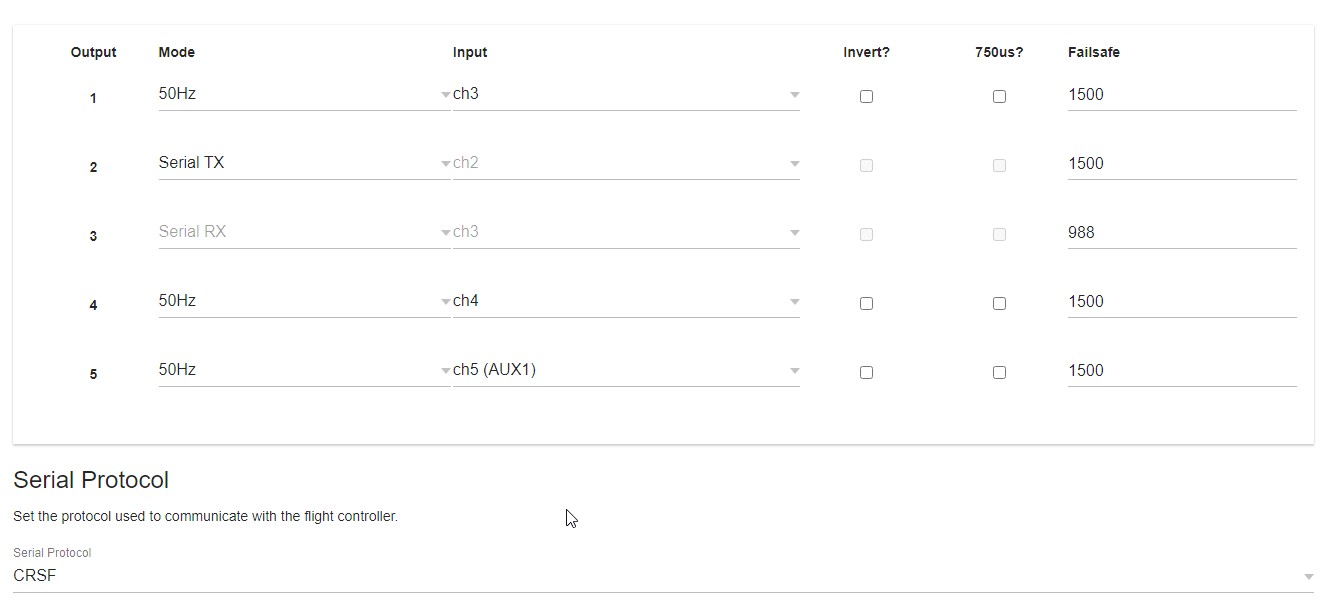 Output Mode Input Invert? 750us? Failsafe
1 50Hz ch3 1500
2 Serial TX ch2 1500
3 Serial RX ch3 988
4 50Hz ch4 1500
5 50Hz ch5 (AUX1) 1500
Serial Protocol
Set the protocol used to communicate with the flight controller.
Serial Protocol
CRSF